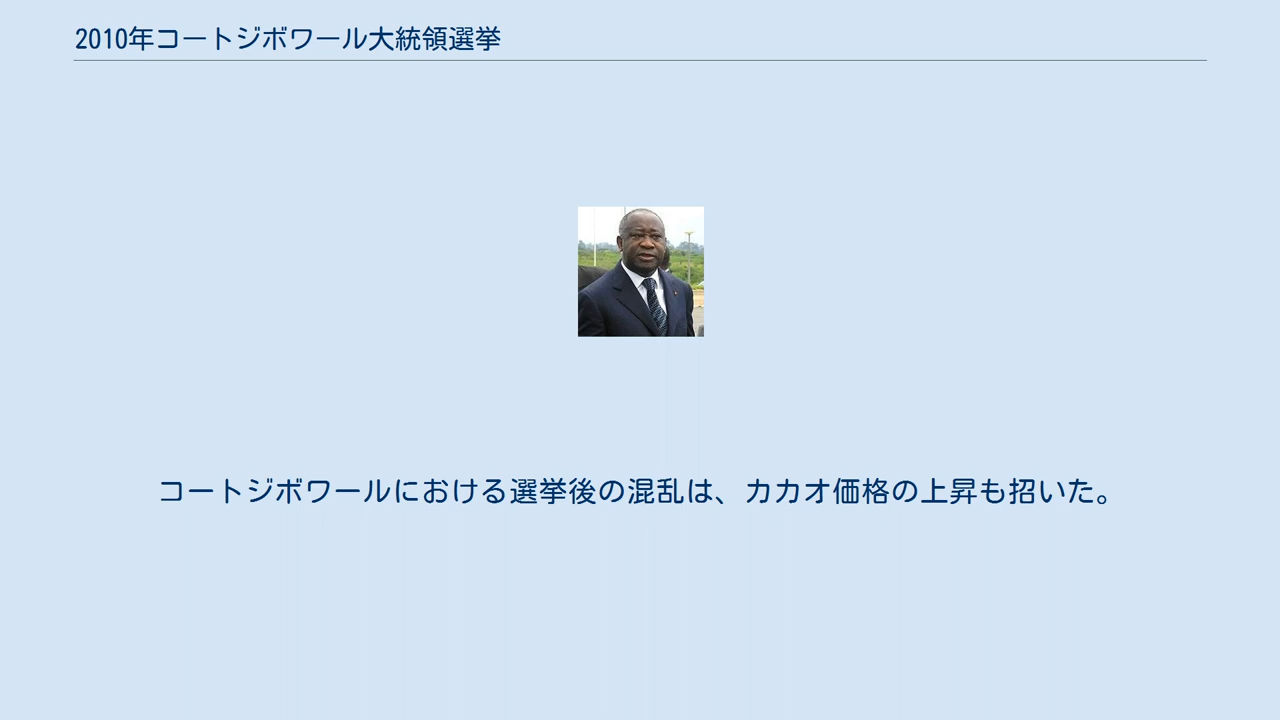 2010年コートジボワール大統領選挙
コートジボワールにおける選挙後の混乱は、カカオ価格の上昇も招いた。